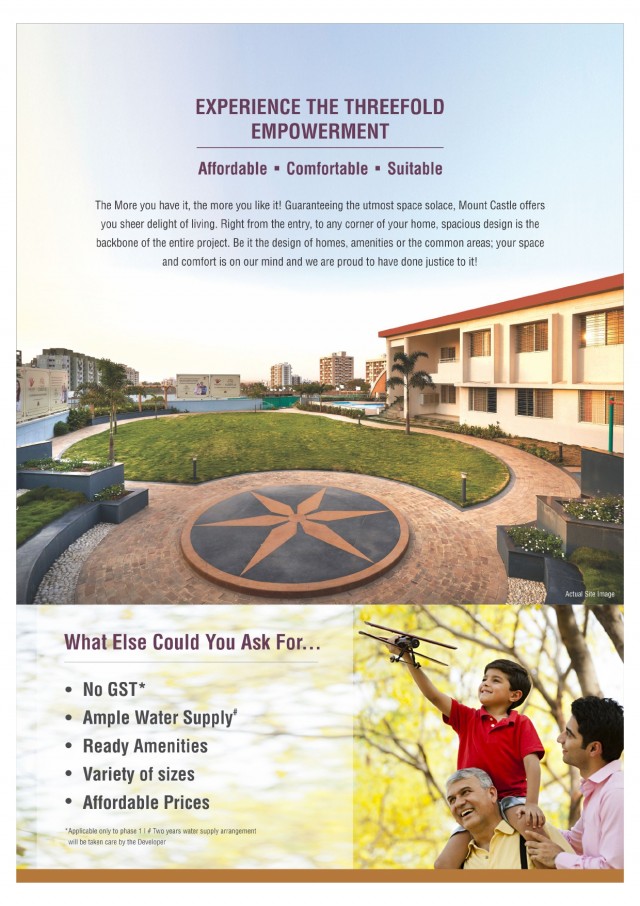 EXPERIENCE THE THREEFOLD
EMPOWERMENT
Affordable ▪ Comfortable ▪ Suitable
The More you have it, the more you like it! Guaranteeing the utmost space solace, Mount Castle offers
you sheer delight of living. Right from the entry, to any corner of your home, spacious design is the
backbone of the entire project. Be it the design of homes, amenities or the common areas; your space
and comfort is on our mind and we are proud to have done justice to it!
Actual Site Image
What Else Could You Ask For...
• No GST*
• Ample Water Supply#
• Ready Amenities
• Variety of sizes
• Affordable Prices
*Applicable only to phase 1 I # Two years water supply arrangement
will be taken care by the Developer